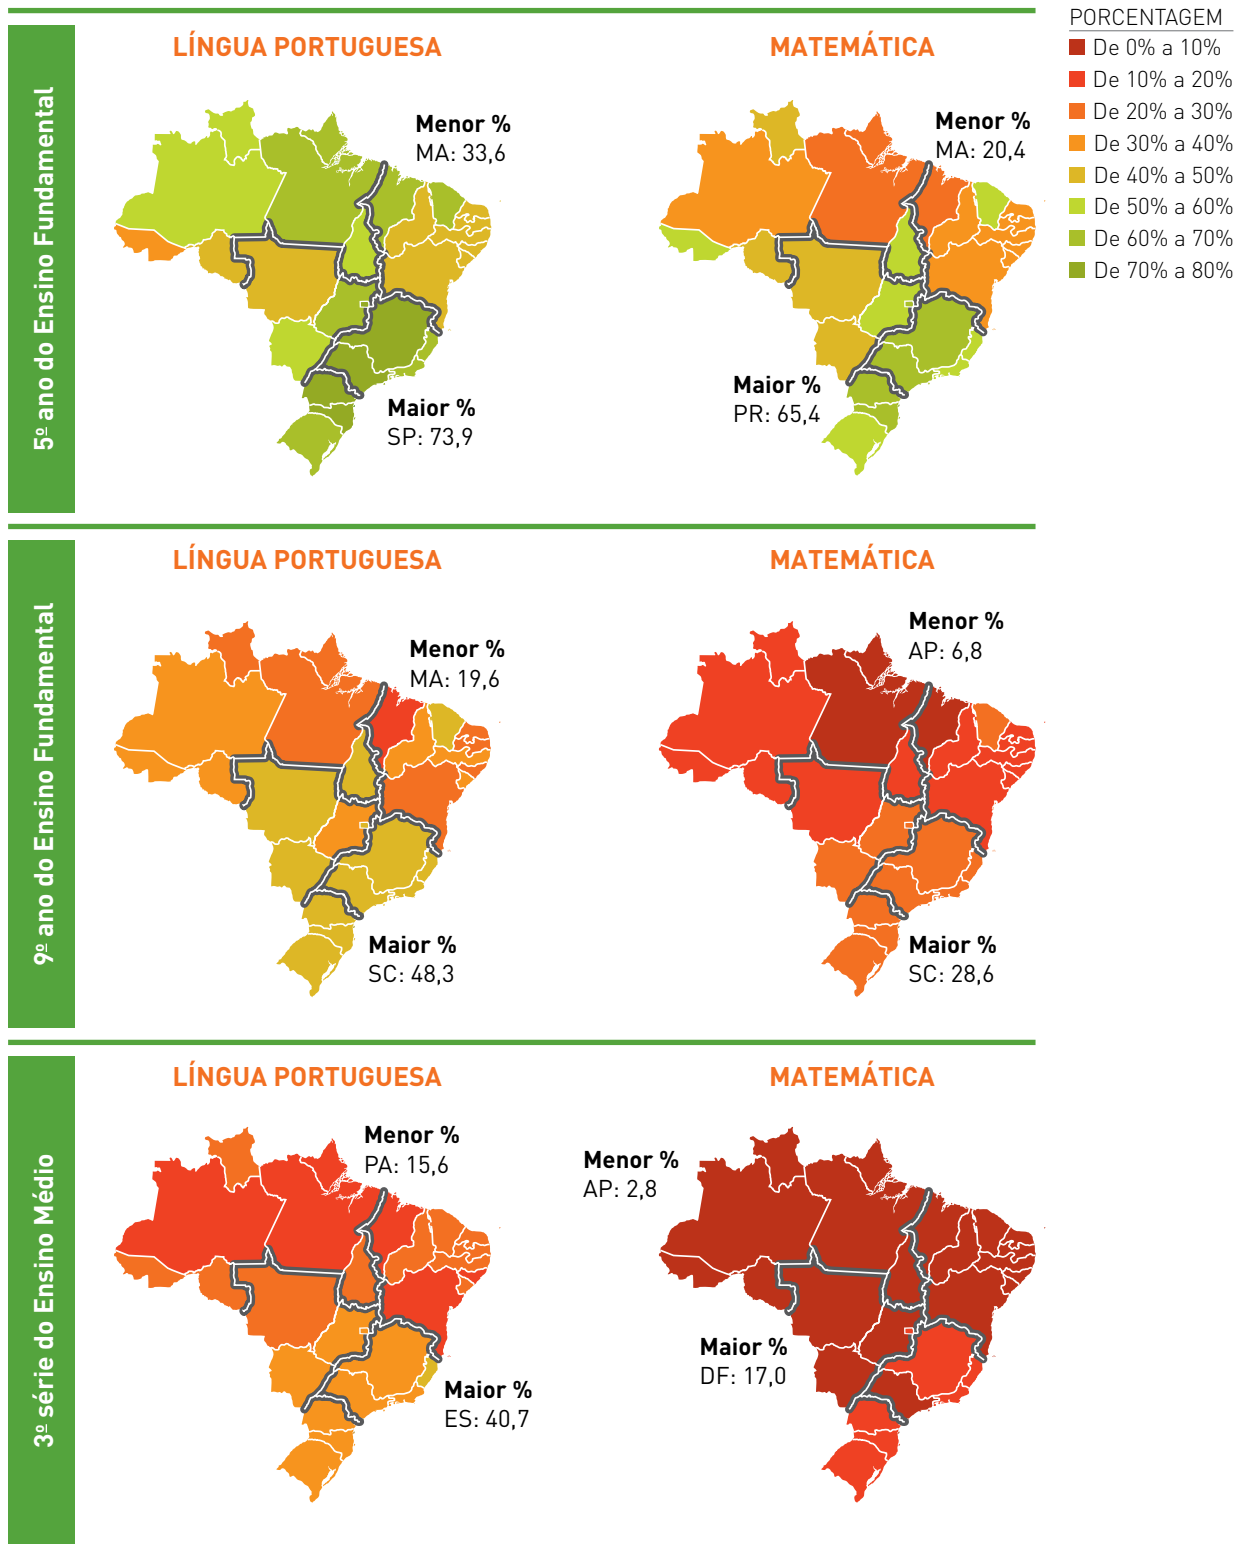 PORCENTAGEM
De 0% a 10%
De 10% a 20%
De 20% a 30%
De 30% a 40%
De 40% a 50%
De 50% a 60%
De 60% a 70%
De 70% a 80%
5º ano do Ensino Fundamental
LÍNGUA PORTUGUESA
Menor %
MA: 33,6
Maior %
SP: 73,9
MATEMÁTICA
Menor %
MA: 20,4
Maior %
PR: 65,4
9º ano do Ensino Fundamental
LÍNGUA PORTUGUESA
Menor %
MA: 19,6
Maior %
SC: 48,3
MATEMÁTICA
Menor %
AP: 6,8
Maior %
SC: 28,6
3ª série do Ensino Médio
LÍNGUA PORTUGUESA
Menor %
PA: 15,6
Maior %
ES: 40,7
MATEMÁTICA
Menor %
AP: 2,8
Maior %
DF: 17,0